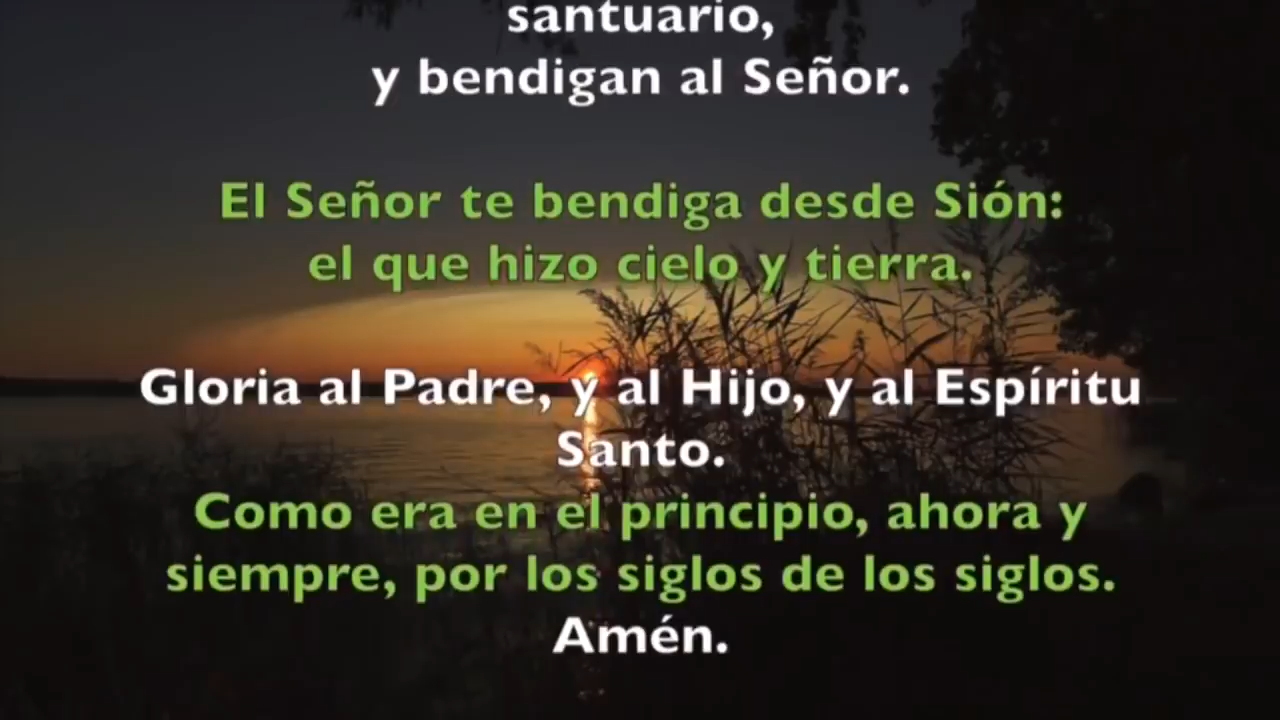 santuario,
y bendigan al Señor.
El Señor te bendiga desde Sión:
el que hizo cielo y tierra.
Gloria al Padre, y al Hijo, y al Espíritu
Santo.
Como era en el principio, ahora y
siempre, por los siglos de los siglos.
Amén.